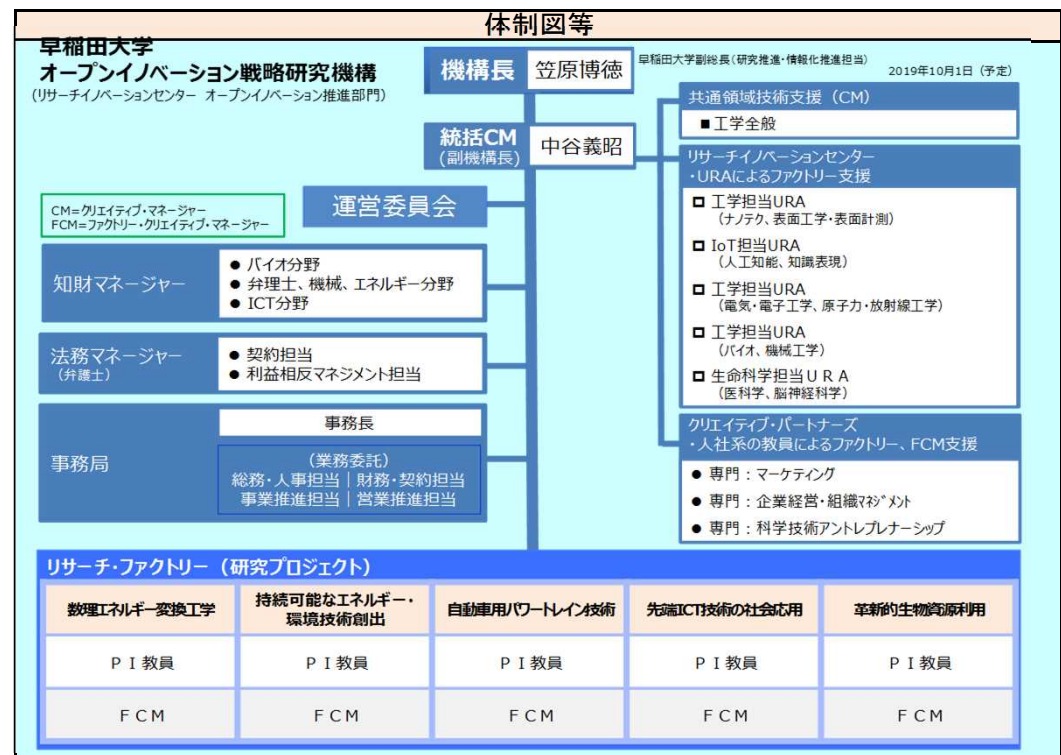 体制図等
早稲田大学
オープンイノベーション戦略研究機構
(リサーチイノベーションセンター オープンイノベーション推進部門)
機構長 笠原博徳
早稲田大学副総長(研究推進・情報化推進担当)
2019年10月1日(予定)
統括CM
(副機構長)
中谷義昭
運営委員会
CM=クリエイティブ・マネージャー
FCM=ファクトリー・クリエイティブ・マネージャー
知財マネージャー
● バイオ分野
● 弁理士、機械、エネルギー分野
● ICT分野
法務マネージャー
(弁護士)
● 契約担当
● 利益相反マネジメント担当
事務局
事務長
(業務委託)
総務・人事担当|財務・契約担当
事業推進担当|営業推進担当
共通領域技術支援(CM)
■工学全般
リサーチイノベーションセンター
・URAによるファクトリー支援
工学担当URA
(ナノテク、表面工学・表面計測)
IoT担当URA
(人工知能、知識表現)
工学担当URA
(電気・電子工学、原子力・放射線工学)
工学担当URA
(バイオ、機械工学)
生命科学担当URA
(医科学、脳神経科学)
クリエイティブ・パートナーズ
・人社系の教員によるファクトリー、FCM支援
● 専門:マーケティング
● 専門:企業経営・組織マネジメント
● 専門:科学技術アントレプレナーシップ
リサーチ・ファクトリー(研究プロジェクト)
数理エネルギー変換工学
持続可能なエネルギー・
環境技術創出
自動車用パワートレイン技術
先端ICT技術の社会応用
革新的生物資源利用
PI教員 PI教員 PI教員 PI教員 PI教員
FCM FCM FCM FCM FCM